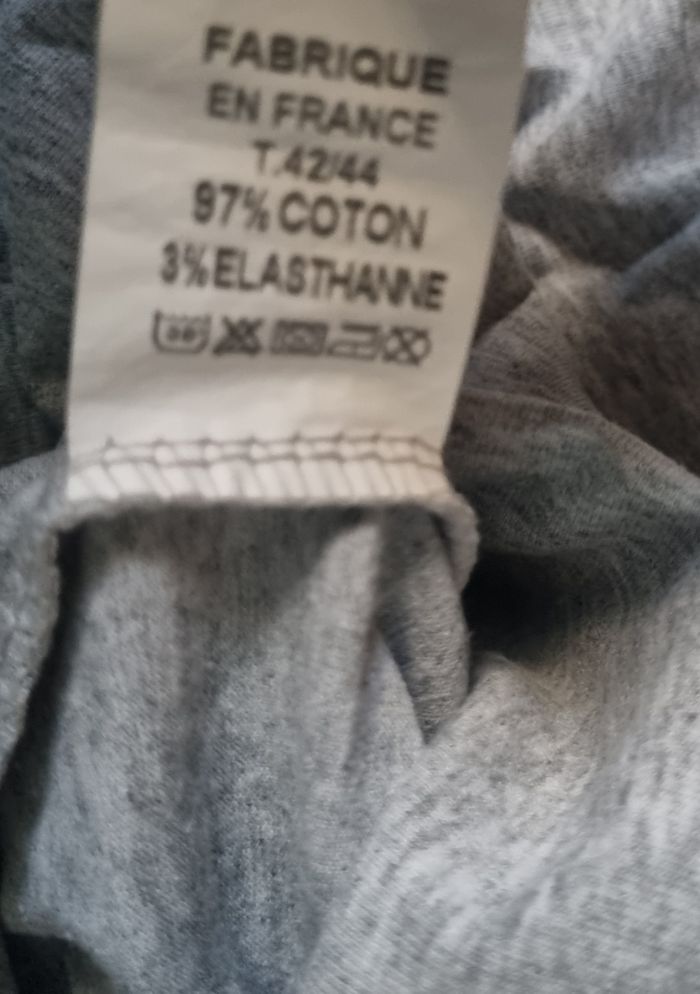 FABRIQUE
EN FRANCE
T.42/44
97% COTON
3% ELASTHANNE